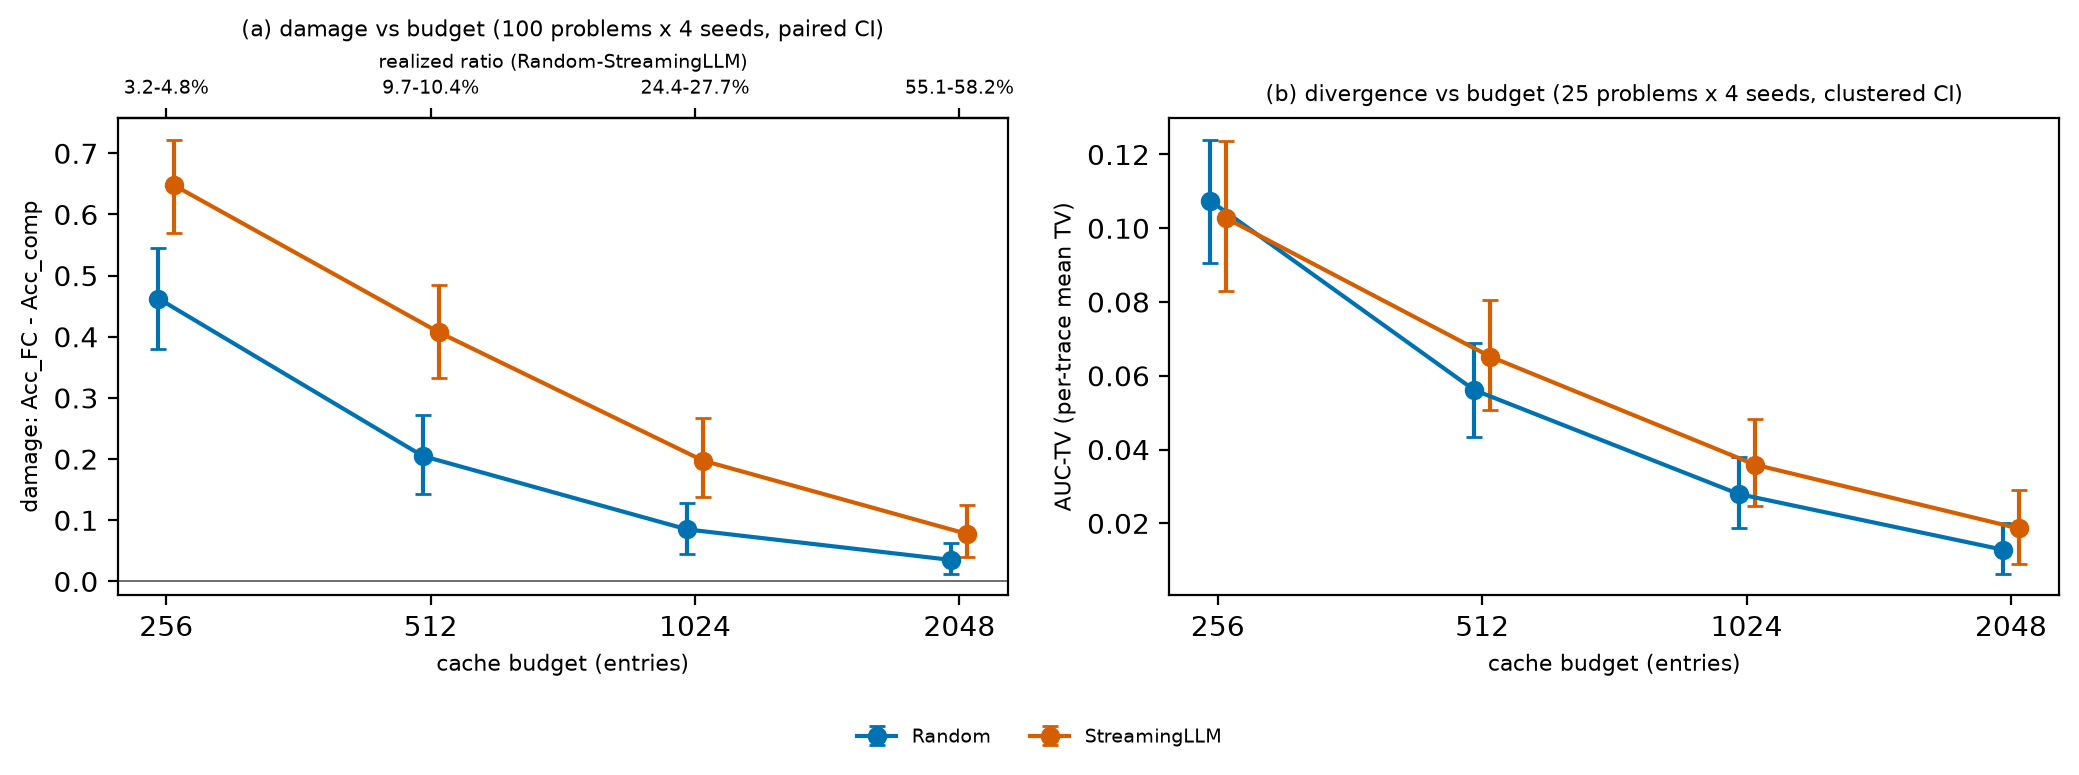 (a) damage vs budget (100 problems x 4 seeds, paired CI)
realized ratio (Random-StreamingLLM)
3.2-4.8% 9.7-10.4% 24.4-27.7% 55.1-58.2%
damage: Acc_FC - Acc_comp
0.7
0.6
0.5
0.4
0.3
0.2
0.1
0.0
256 512 1024 2048
cache budget (entries)
(b) divergence vs budget (25 problems x 4 seeds, clustered CI)
AUC-TV (per-trace mean TV)
0.12
0.10
0.08
0.06
0.04
0.02
256 512 1024 2048
cache budget (entries)
Random StreamingLLM